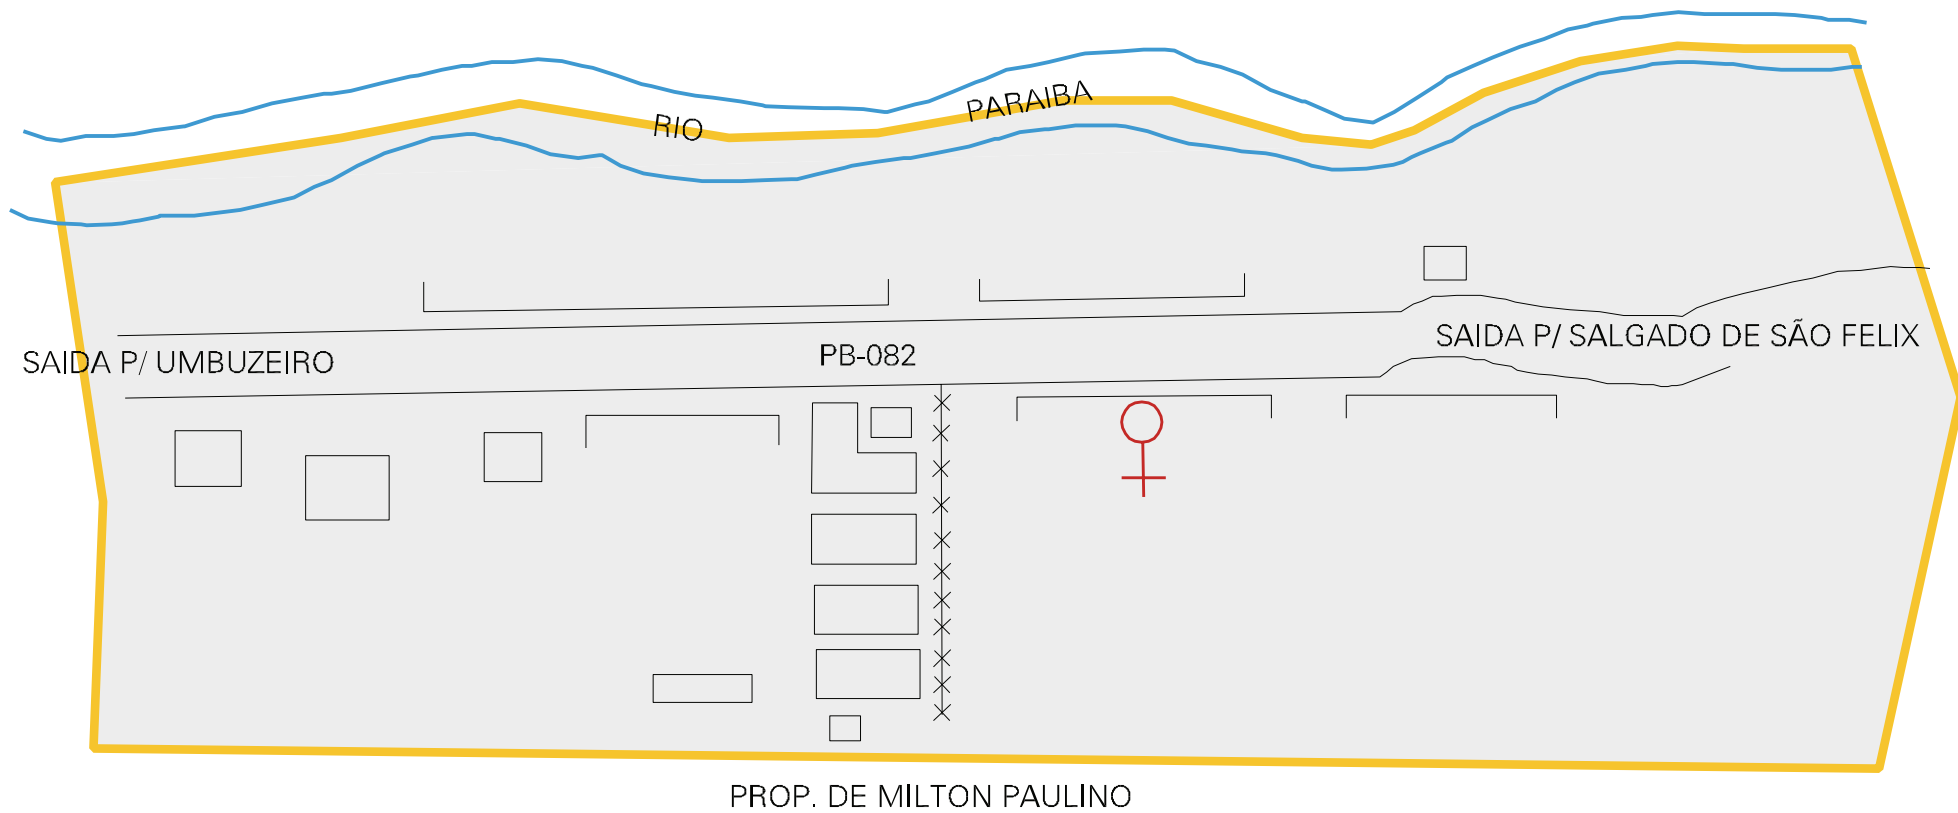 RIO
PARAIBA
SAIDA P/ UMBUZEIRO
PB-082
SAIDA P/ SALGADO DE SÃO FELIX
PROP. DE MILTON PAULINO